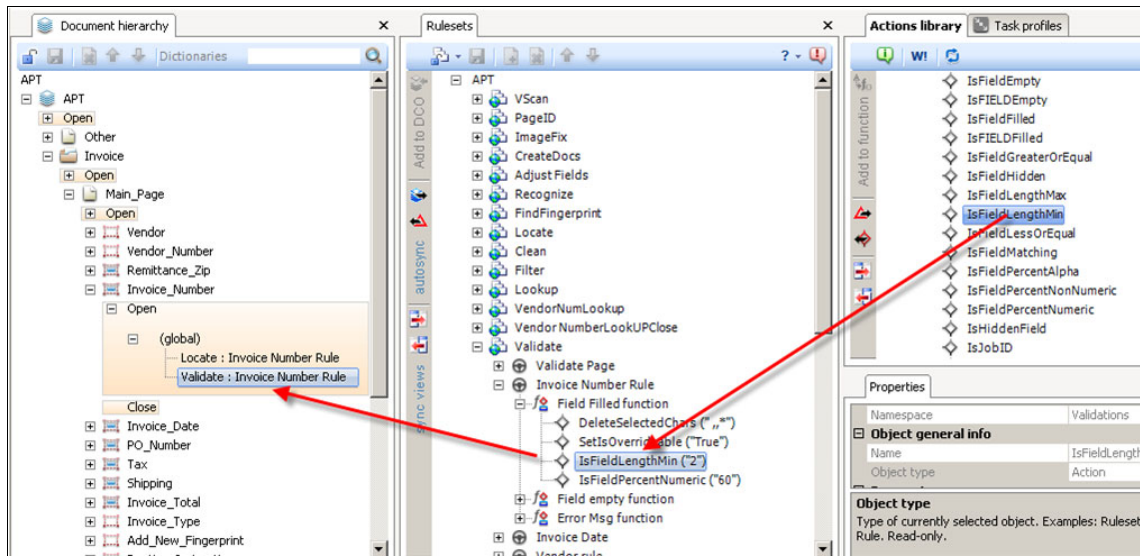 Document hierarchy
Dictionaries
APT
APT
Open
Other
Invoice
Open
Main_Page
Open
Vendor
Vendor_Number
Remittance_Zip
Invoice_Number
Open
(global)
Locate : Invoice Number Rule
Validate : Invoice Number Rule
Close
Invoice_Date
PO_Number
Tax
Shipping
Invoice_Total
Invoice_Type
Add_New_Fingerprint
Rulesets
Add to DCO
autosync
sync views
APT
VScan
PageID
ImageFix
CreateDocs
Adjust Fields
Recognize
FindFingerprint
Locate
Clean
Filter
Lookup
VendorNumLookup
Vendor NumberLookUPClose
Validate
Validate Page
Invoice Number Rule
Field Filled function
DeleteSelectedChars (" ,,*")
SetIsOverrideable ("True")
IsFieldLengthMin ("2")
IsFieldPercentNumeric ("60")
Field empty function
Error Msg function
Invoice Date
Vendor rule
Actions library
Task profiles
W!
Add to function
IsFieldEmpty
IsFIELDEmpty
IsFieldFilled
IsFIELDFilled
IsFieldGreaterOrEqual
IsFieldHidden
IsFieldLengthMax
IsFieldLengthMin
IsFieldLessOrEqual
IsFieldMatching
IsFieldPercentAlpha
IsFieldPercentNonNumeric
IsFieldPercentNumeric
IsHiddenField
IsJobID
Properties
Namespace Validations
Object general info
Name IsFieldLength
Object type Action
Object type
Type of currently selected object. Examples: Ruleset
Rule. Read-only.